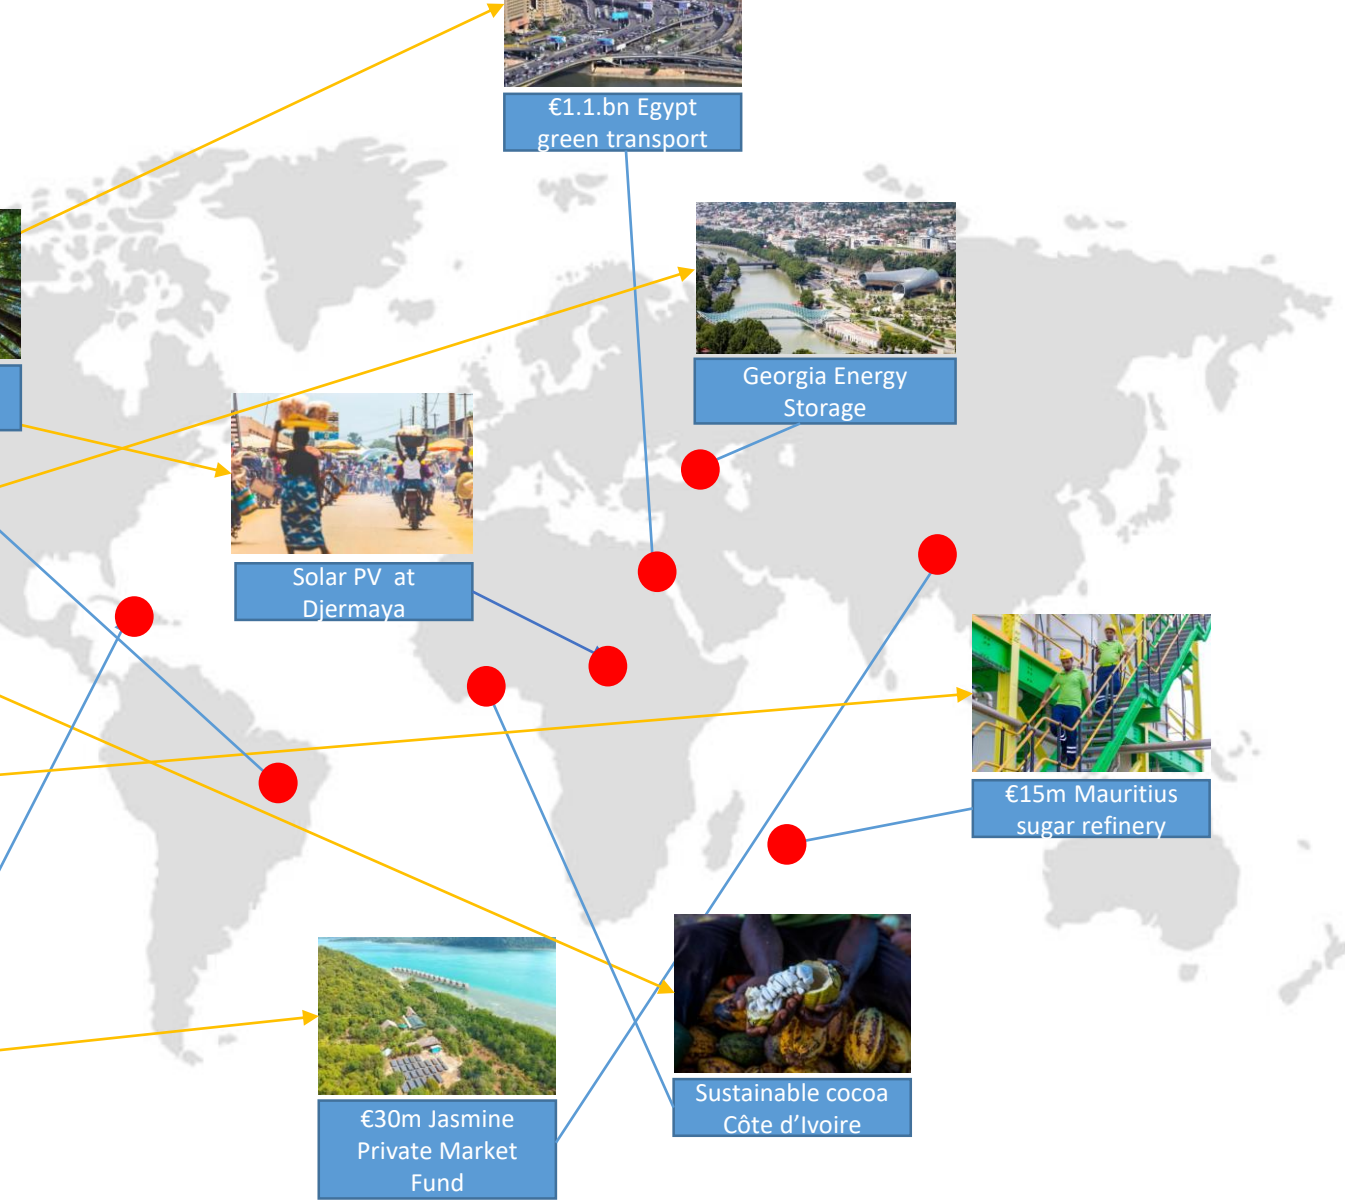 €1.1.bn Egypt
green transport
Georgia Energy
Storage
Solar PV at
Djermaya
€15m Mauritius
sugar refinery
Sustainable cocoa
Côte d’Ivoire
€30m Jasmine
Private Market
Fund